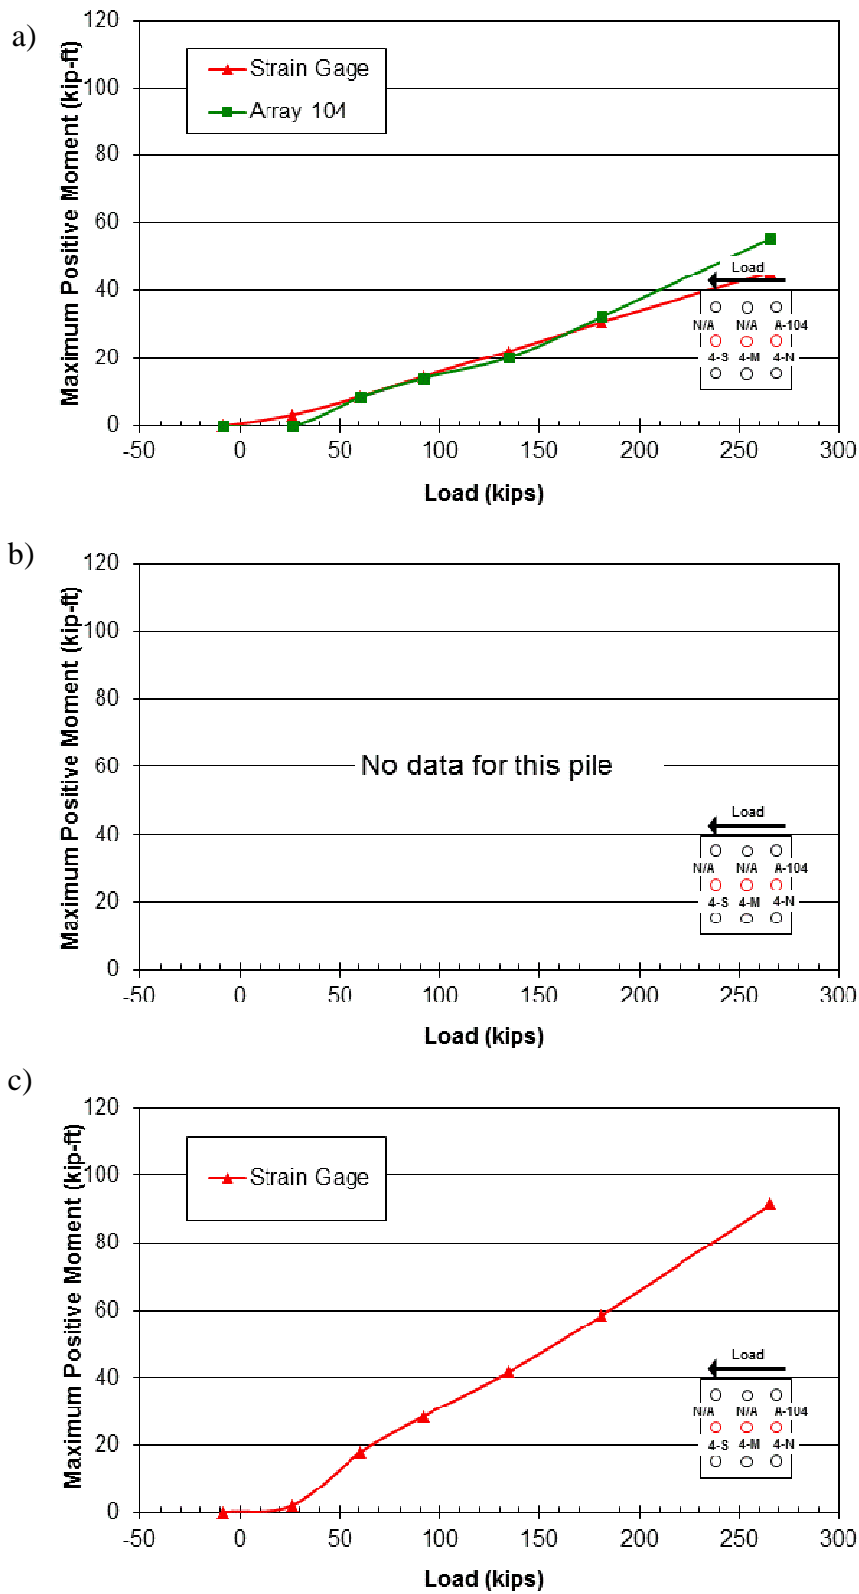 a)
Maximum Positive Moment (kip-ft)
120
100
80
60
40
20
0
Strain Gage
Array 104
Load
N/A N/A A-104
4-S 4-M 4-N
-50 0 50 100 150 200 250 300
Load (kips)
b)
Maximum Positive Moment (kip-ft)
120
100
80
60
40
20
0
No data for this pile
Load
N/A N/A A-104
4-S 4-M 4-N
-50 0 50 100 150 200 250 300
Load (kips)
c)
Maximum Positive Moment (kip-ft)
120
100
80
60
40
20
0
Strain Gage
Load
N/A N/A A-104
4-S 4-M 4-N
-50 0 50 100 150 200 250 300
Load (kips)